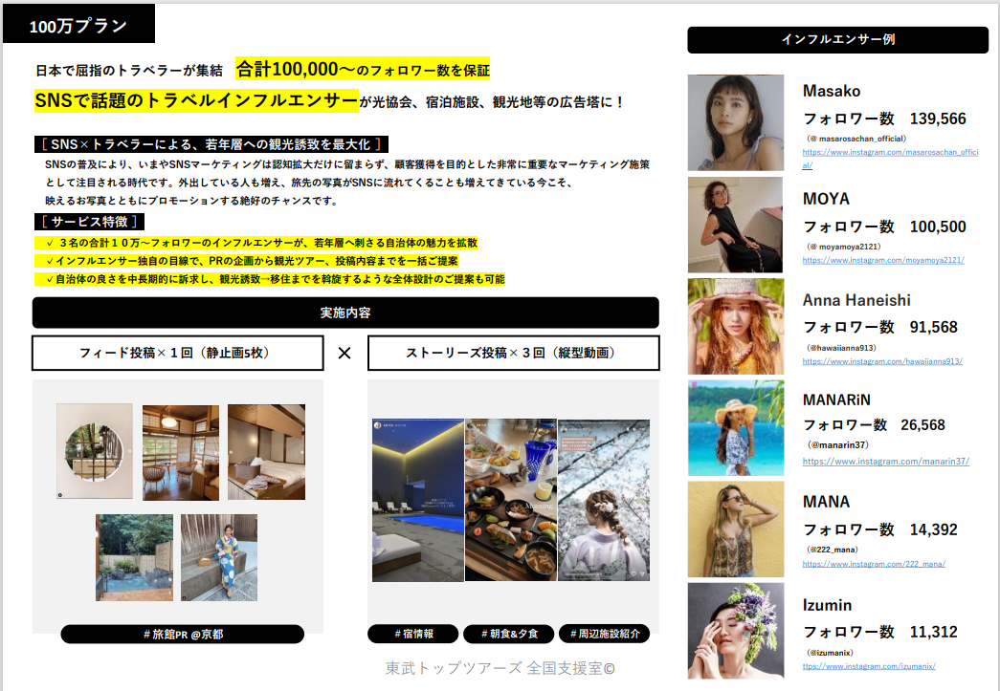 100万プラン
日本で屈指のトラベラーが集結　合計100,000～のフォロワー数を保証
SNSで話題のトラベルインフルエンサーが光協会、宿泊施設、観光地等の広告塔に！
［ SNS×トラベラーによる、若年層への観光誘致を最大化 ］
SNSの普及により、いまやSNSマーケティングは認知拡大だけに留まらず、顧客獲得を目的とした非常に重要なマーケティング施策
として注目される時代です。外出している人も増え、旅先の写真がSNSに流れてくることも増えてきている今こそ、
映えるお写真とともにプロモーションする絶好のチャンスです。
［ サービス特徴 ］
✓ ３名の合計１０万～フォロワーのインフルエンサーが、若年層へ刺さる自治体の魅力を拡散
✓インフルエンサー独自の目線で、PRの企画から観光ツアー、投稿内容までを一括ご提案
✓自治体の良さを中長期的に訴求し、観光誘致→移住までを斡旋するような全体設計のご提案も可能
実施内容
フィード投稿×１回（静止画5枚）
×
ストーリーズ投稿×３回（縦型動画）
Morning
＃旅館PR @京都
＃宿情報
＃朝食&夕食
＃周辺施設紹介
東武トップツアーズ 全国支援室©
インフルエンサー例
Masako
フォロワー数　139,566
（@ masarosachan_official）
https://www.instagram.com/masarosachan_offici
al/
MOYA
フォロワー数　100,500
（@ moyamoya2121）
https://www.instagram.com/moyamoya2121/
Anna Haneishi
フォロワー数　91,568
（@hawaiianna913）
https://www.instagram.com/hawaiianna913/
MANARiN
フォロワー数　26,568
（@manarin37）
https://www.instagram.com/manarin37/
MANA
フォロワー数　14,392
（@222_mana）
https://www.instagram.com/222_mana/
Izumin
フォロワー数　11,312
（@izumanix）
ttps://www.instagram.com/izumanix/